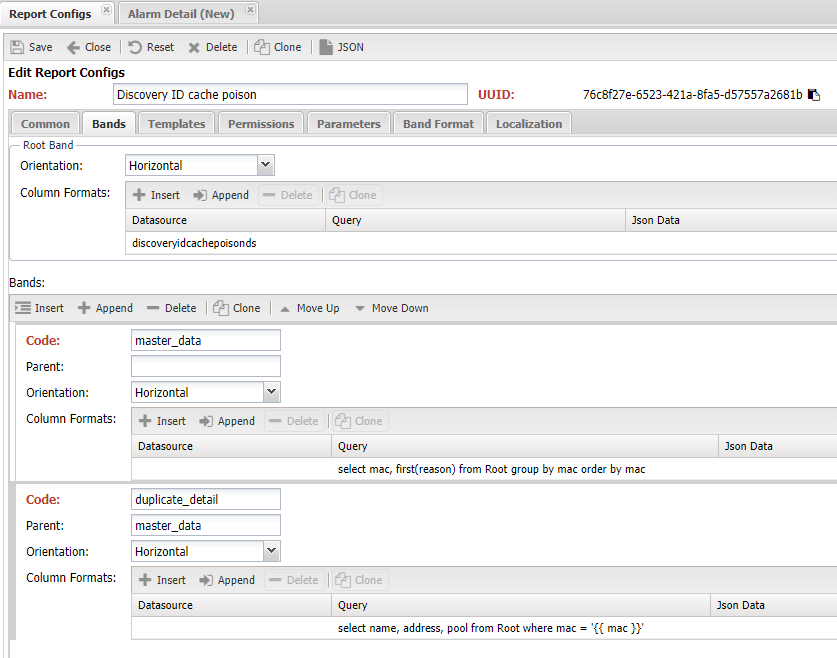 Report Configs Alarm Detail (New)
Save Close Reset Delete Clone JSON
Edit Report Configs
Name: Discovery ID cache poison UUID: 76c8f27e-6523-421a-8fa5-d57557a2681b
Common Bands Templates Permissions Parameters Band Format Localization
Root Band
Orientation: Horizontal
Column Formats: Insert Append Delete Clone
Datasource Query Json Data
discoveryidcachepoisonds
Bands:
Insert Append Delete Clone Move Up Move Down
Code: master_data
Parent:
Orientation: Horizontal
Column Formats: Insert Append Delete Clone
Datasource Query Json Data
select mac, first(reason) from Root group by mac order by mac
Code: duplicate_detail
Parent: master_data
Orientation: Horizontal
Column Formats: Insert Append Delete Clone
Datasource Query Json Data
select name, address, pool from Root where mac = '{{ mac }}'